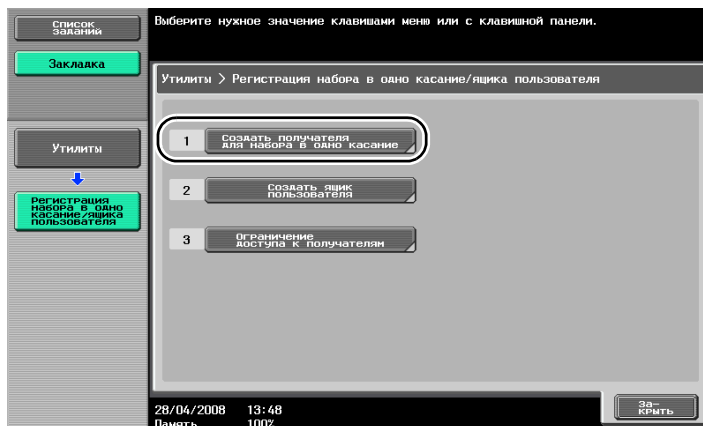 Список
заданий
Выберите нужное значение клавишами меню или с клавишной панели.
Закладка
Утилиты > Регистрация набора в одно касание/ящика пользователя
1 Создать получателя
для набора в одно касание
Утилиты
2 Создать ящик
пользователя
Регистрация
набора в одно
касание/ящика
пользователя
3 Ограничение
доступа к получателям
28/04/2008 13:48
Память 100%
За-
крыть